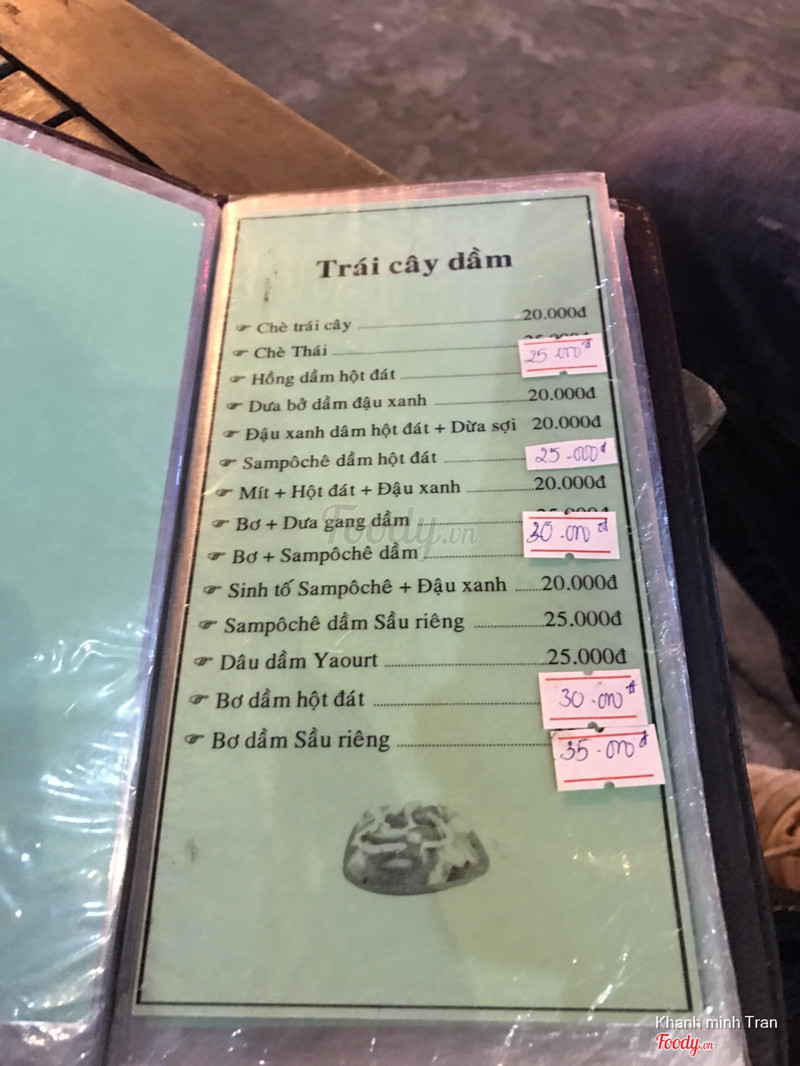 Trái cây dầm
Chè trái cây 20.000đ
Chè Thái
Hồng dầm hột đát 25.000đ
Dưa bở dầm đậu xanh 20.000đ
Đậu xanh dâm hột đát + Dừa sợi 20.000đ
Sampôchê dầm hột đát 25.000đ
Mít + Hột đát + Đậu xanh 20.000đ
Bơ + Dưa gang dầm
Bơ + Sampôchê dầm 30.000đ
Sinh tố Sampôchê + Đậu xanh 20.000đ
Sampôchê dầm Sầu riêng 25.000đ
Dâu dầm Yaourt 25.000đ
Bơ dầm hột đát 30.000đ
Bơ dầm Sầu riêng 35.000đ
Foody.vn
Khanh minh Tran
Foody.vn